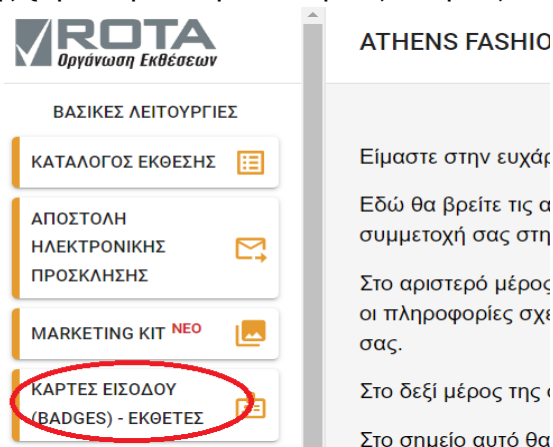 ROTA
Οργάνωση Εκθέσεων
ΒΑΣΙΚΕΣ ΛΕΙΤΟΥΡΓΙΕΣ
ΚΑΤΑΛΟΓΟΣ ΕΚΘΕΣΗΣ
ΑΠΟΣΤΟΛΗ
ΗΛΕΚΤΡΟΝΙΚΗΣ
ΠΡΟΣΚΛΗΣΗΣ
MARKETING KIT ΝΕΟ
ΚΑΡΤΕΣ ΕΙΣΟΔΟΥ
(BADGES) - ΕΚΘΕΤΕΣ
ATHENS FASHIO
Είμαστε στην ευχάρ
Εδώ θα βρείτε τις α
συμμετοχή σας στη
Στο αριστερό μέρος
οι πληροφορίες σχε
σας.
Στο δεξί μέρος της
Στο σημείο αυτό θα